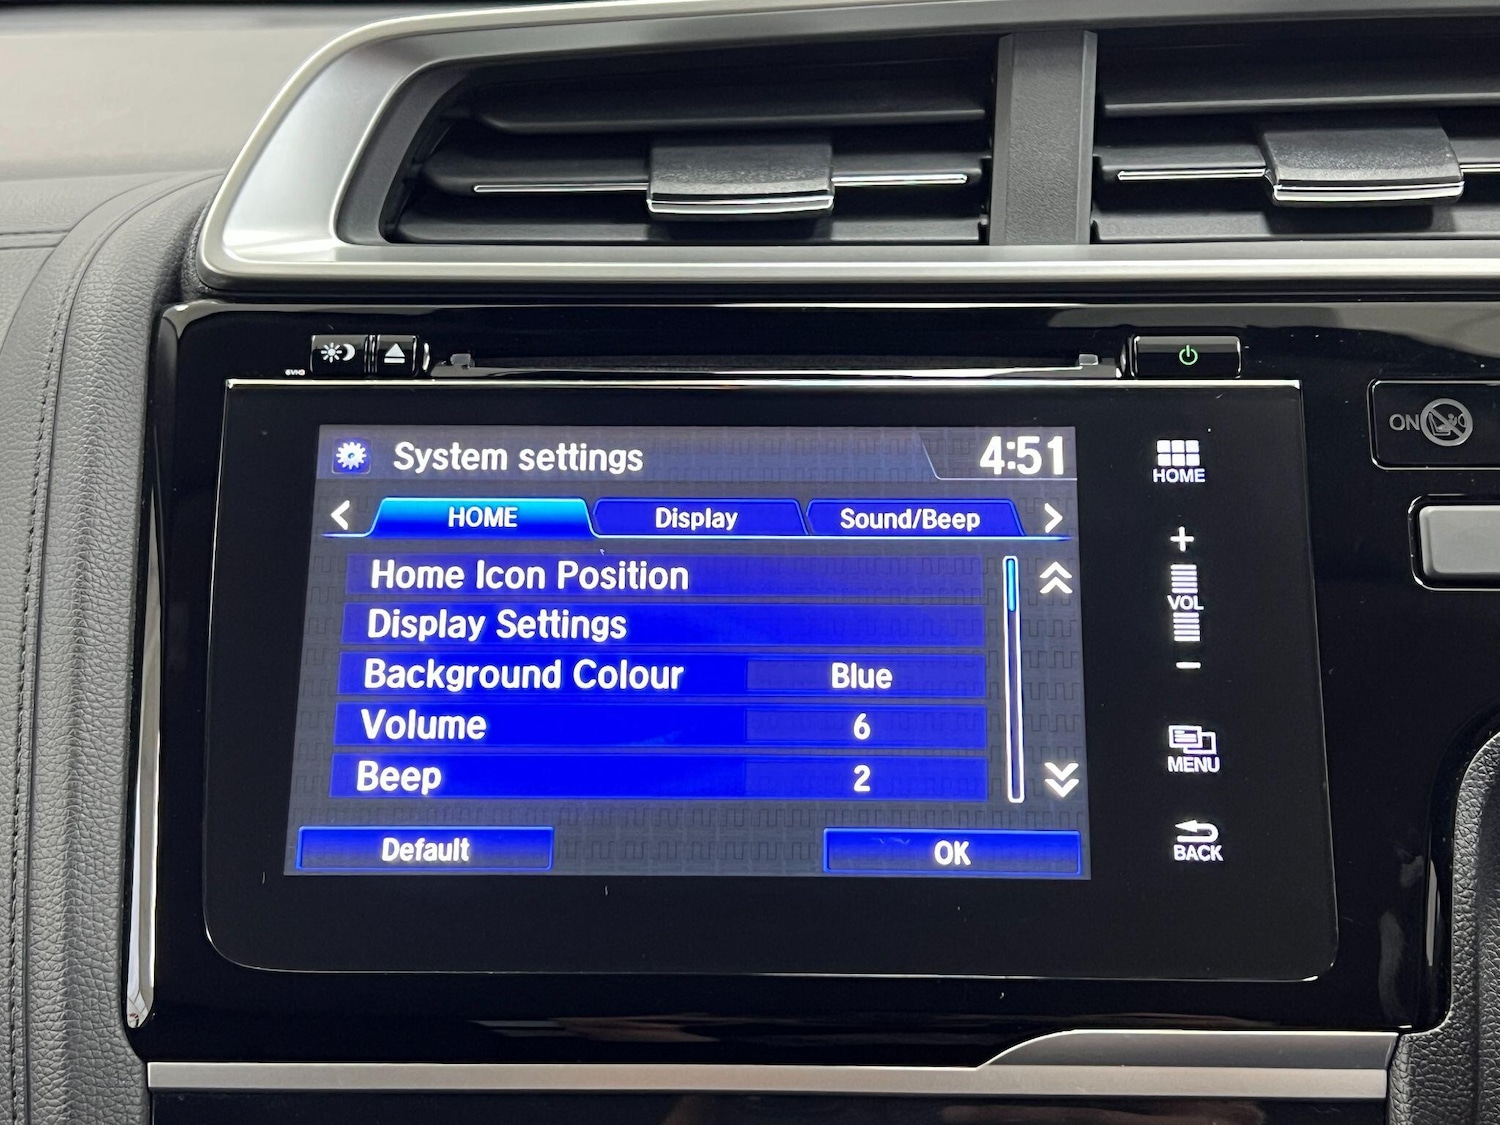 System settings
4:51
HOME
Display
Sound/Beep
Home Icon Position
Display Settings
Background Colour Blue
Volume 6
Beep 2
Default
OK
HOME
+
VOL
−
MENU
BACK
ON